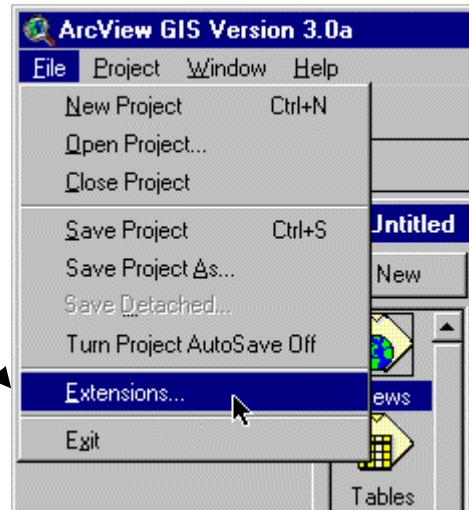 ArcView GIS Version 3.0a
File Project Window Help
New Project Ctrl+N
Open Project...
Close Project
Save Project Ctrl+S
Save Project As...
Save Detached...
Turn Project AutoSave Off
Extensions...
Exit
Untitled
New
ews
Tables